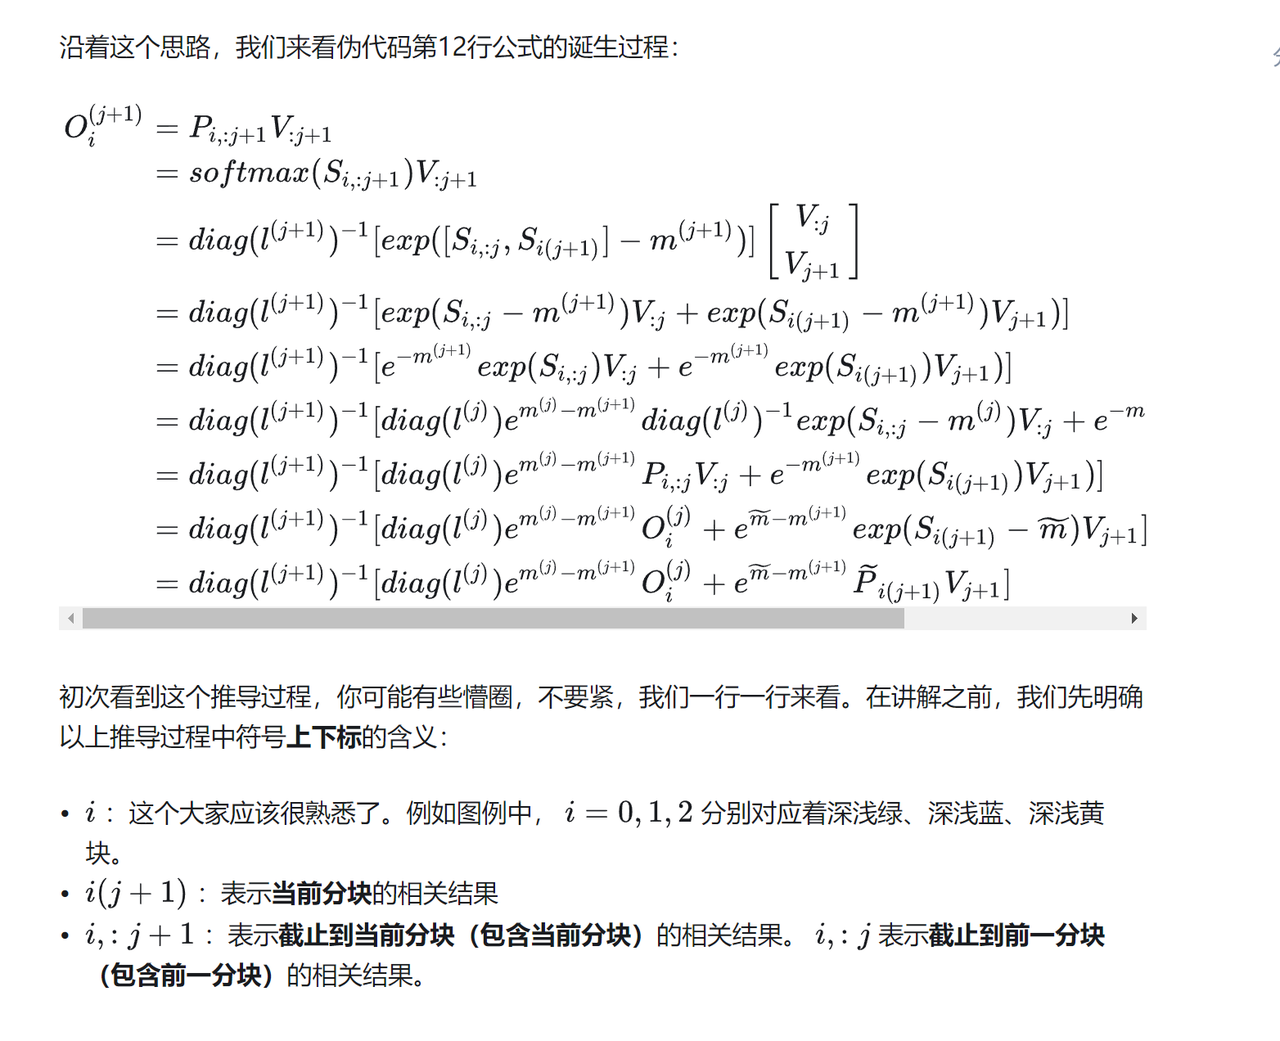 沿着这个思路，我们来看伪代码第12行公式的诞生过程：
$O_i^{(j+1)} = P_{i,:j+1}V_{:j+1}$
$= softmax(S_{i,:j+1})V_{:j+1}$
$= diag(l^{(j+1)})^{-1}[exp([S_{i,:j}, S_{i(j+1)}] - m^{(j+1)})]\begin{bmatrix} V_{:j} \\ V_{j+1} \end{bmatrix}$
$= diag(l^{(j+1)})^{-1}[exp(S_{i,:j} - m^{(j+1)})V_{:j} + exp(S_{i(j+1)} - m^{(j+1)})V_{j+1})]$
$= diag(l^{(j+1)})^{-1}[e^{-m^{(j+1)}}exp(S_{i,:j})V_{:j} + e^{-m^{(j+1)}}exp(S_{i(j+1)})V_{j+1})]$
$= diag(l^{(j+1)})^{-1}[diag(l^{(j)})e^{m^{(j)}-m^{(j+1)}}diag(l^{(j)})^{-1}exp(S_{i,:j} - m^{(j)})V_{:j} + e^{-m}$
$= diag(l^{(j+1)})^{-1}[diag(l^{(j)})e^{m^{(j)}-m^{(j+1)}}P_{i,:j}V_{:j} + e^{-m^{(j+1)}}exp(S_{i(j+1)})V_{j+1})]$
$= diag(l^{(j+1)})^{-1}[diag(l^{(j)})e^{m^{(j)}-m^{(j+1)}}O_i^{(j)} + e^{\widetilde{m}-m^{(j+1)}}exp(S_{i(j+1)} - \widetilde{m})V_{j+1}]$
$= diag(l^{(j+1)})^{-1}[diag(l^{(j)})e^{m^{(j)}-m^{(j+1)}}O_i^{(j)} + e^{\widetilde{m}-m^{(j+1)}}\widetilde{P}_{i(j+1)}V_{j+1}]$
初次看到这个推导过程，你可能有些懵圈，不要紧，我们一行一行来看。在讲解之前，我们先明确
以上推导过程中符号上下标的含义：
• $i$：这个大家应该很熟悉了。例如图例中， $i = 0, 1, 2$ 分别对应着深浅绿、深浅蓝、深浅黄
块。
• $i(j + 1)$：表示当前分块的相关结果
• $i, : j + 1$：表示截止到当前分块（包含当前分块）的相关结果。 $i, : j$ 表示截止到前一分块
（包含前一分块）的相关结果。